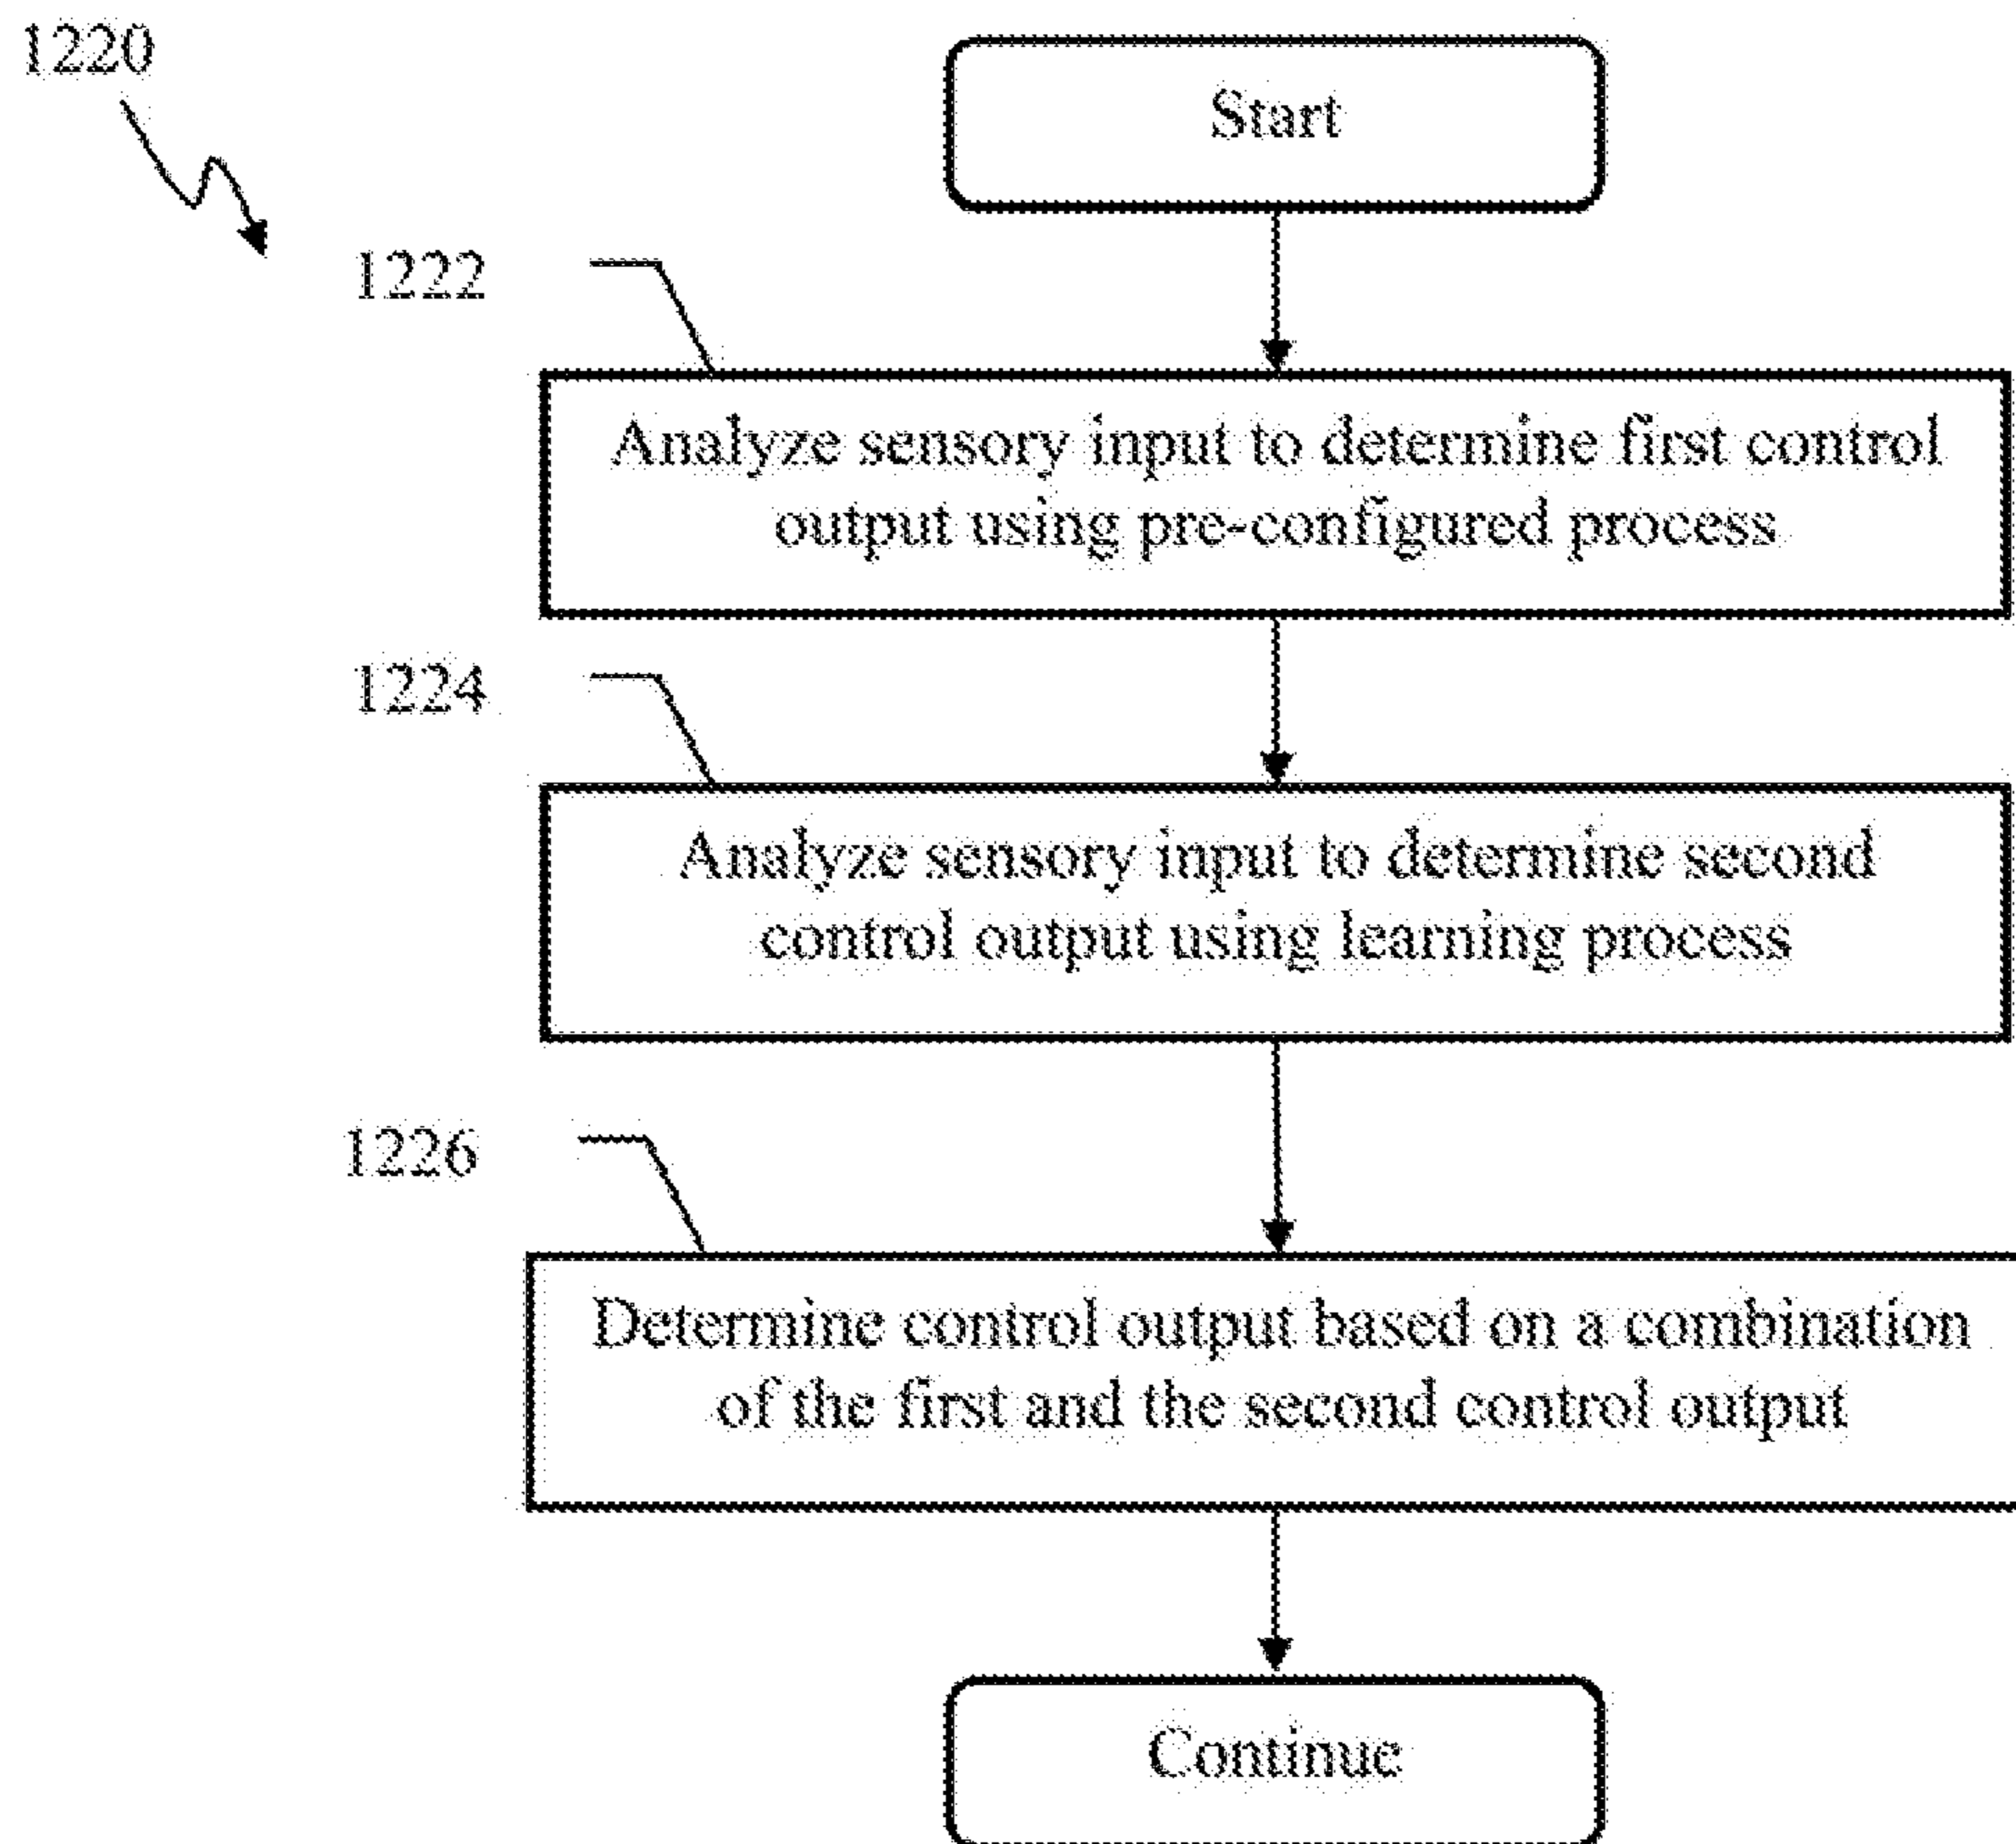 1220
Start
1222
Analyze sensory input to determine first control
output using pre-configured process
1224
Analyze sensory input to determine second
control output using learning process
1226
Determine control output based on a combination
of the first and the second control output
Continue